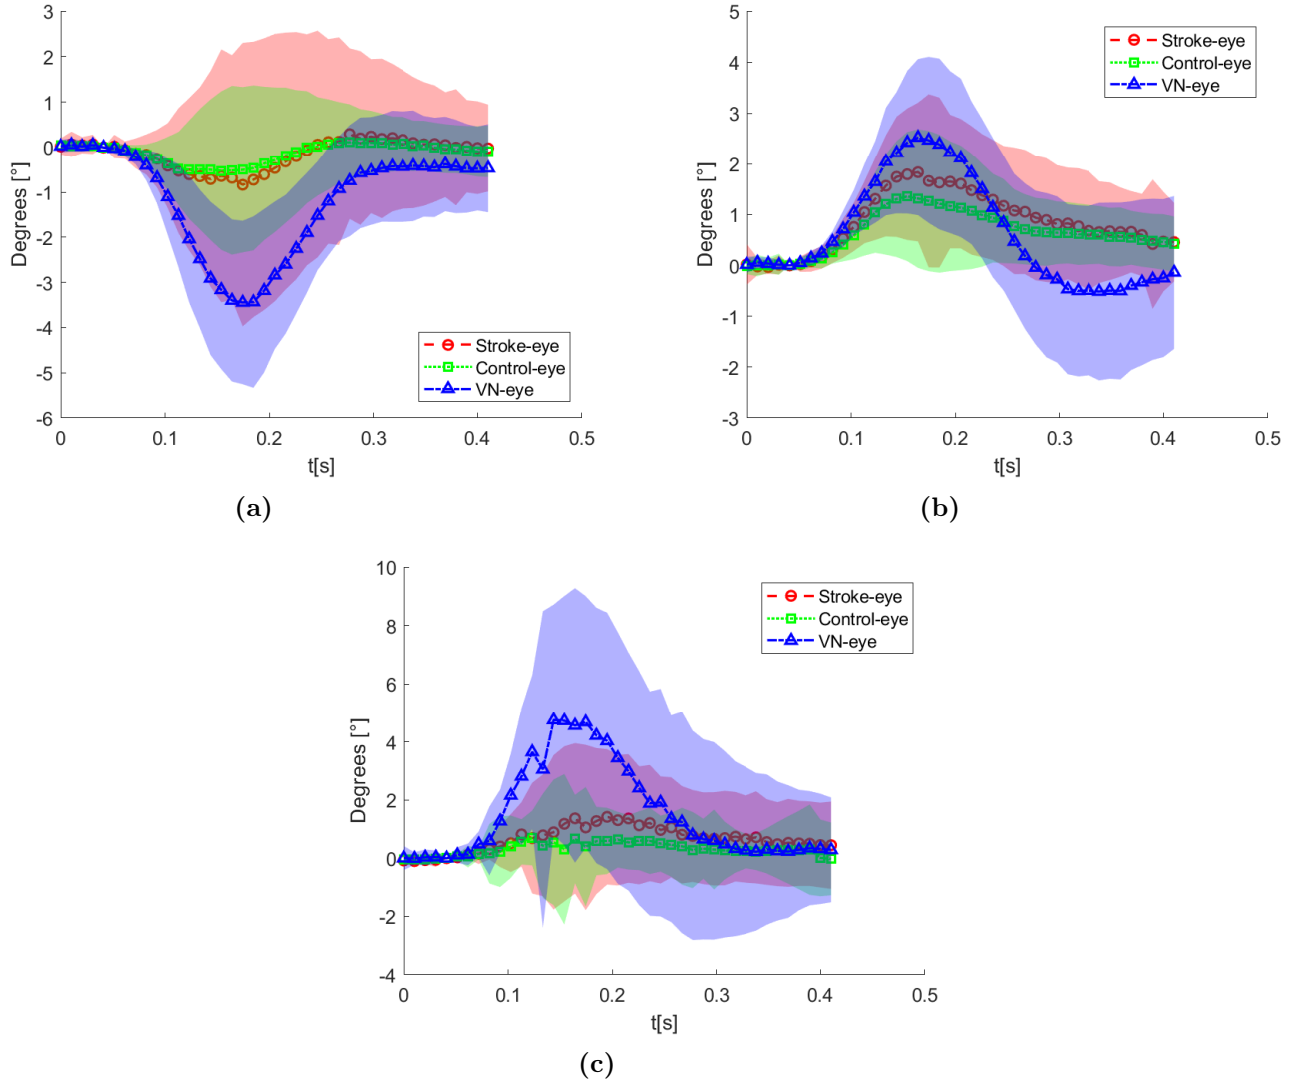 3
2
1
0
-1
-2
-3
-4
-5
-6
Degrees [°]
0 0.1 0.2 0.3 0.4 0.5
t[s]
Stroke-eye
Control-eye
VN-eye
(a)
5
4
3
2
1
0
-1
-2
-3
Degrees [°]
0 0.1 0.2 0.3 0.4 0.5
t[s]
Stroke-eye
Control-eye
VN-eye
(b)
10
8
6
4
2
0
-2
-4
Degrees [°]
0 0.1 0.2 0.3 0.4 0.5
t[s]
Stroke-eye
Control-eye
VN-eye
(c)